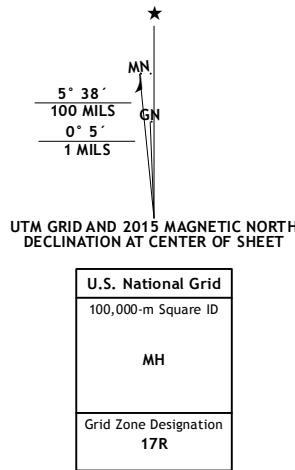 MN
5° 38´
100 MILS
GN
0° 5´
1 MILS
UTM GRID AND 2015 MAGNETIC NORTH
DECLINATION AT CENTER OF SHEET
U.S. National Grid
100,000-m Square ID
MH
Grid Zone Designation
17R